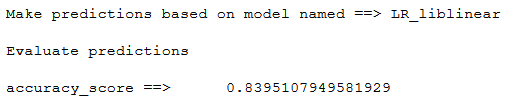 Make predictions based on model named ==> LR_liblinear
Evaluate predictions
accuracy_score ==> 0.8395107949581929